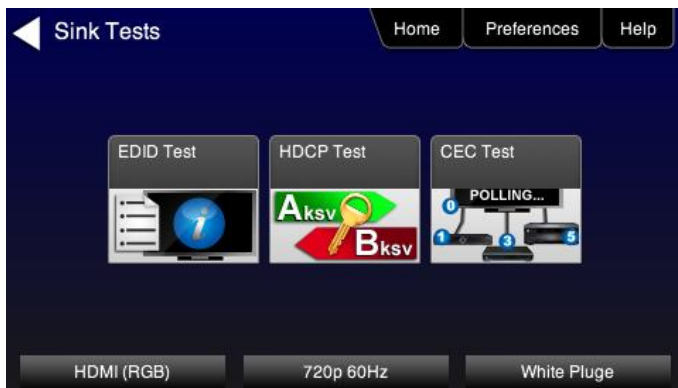 Sink Tests
Home
Preferences
Help
EDID Test
HDCP Test
CEC Test
i
Aksv
Bksv
POLLING...
0
1
3
5
HDMI (RGB)
720p 60Hz
White Pluge